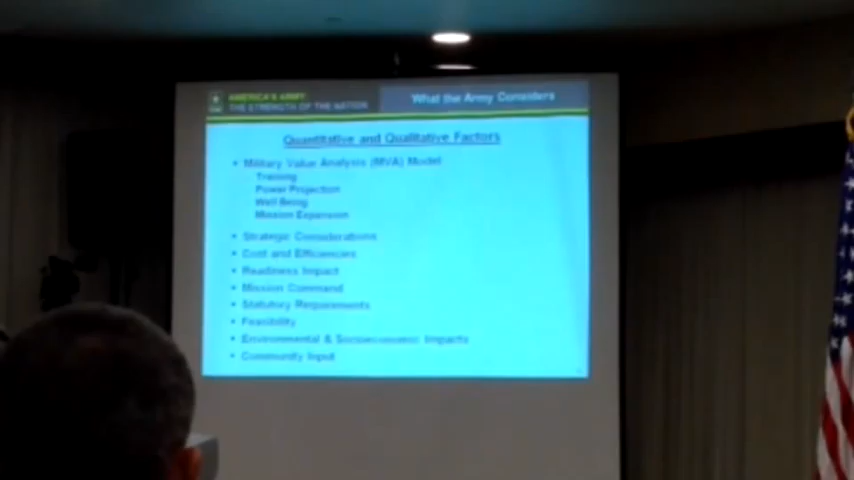 AMERICA'S ARMY:
THE STRENGTH OF THE NATION
What the Army Considers
Quantitative and Qualitative Factors
• Military Value Analysis (MVA) Model
Training
Power Projection
Well Being
Mission Expansion
• Strategic Considerations
• Cost and Efficiencies
• Readiness Impact
• Mission Command
• Statutory Requirements
• Feasibility
• Environmental & Socioeconomic Impacts
• Community Input